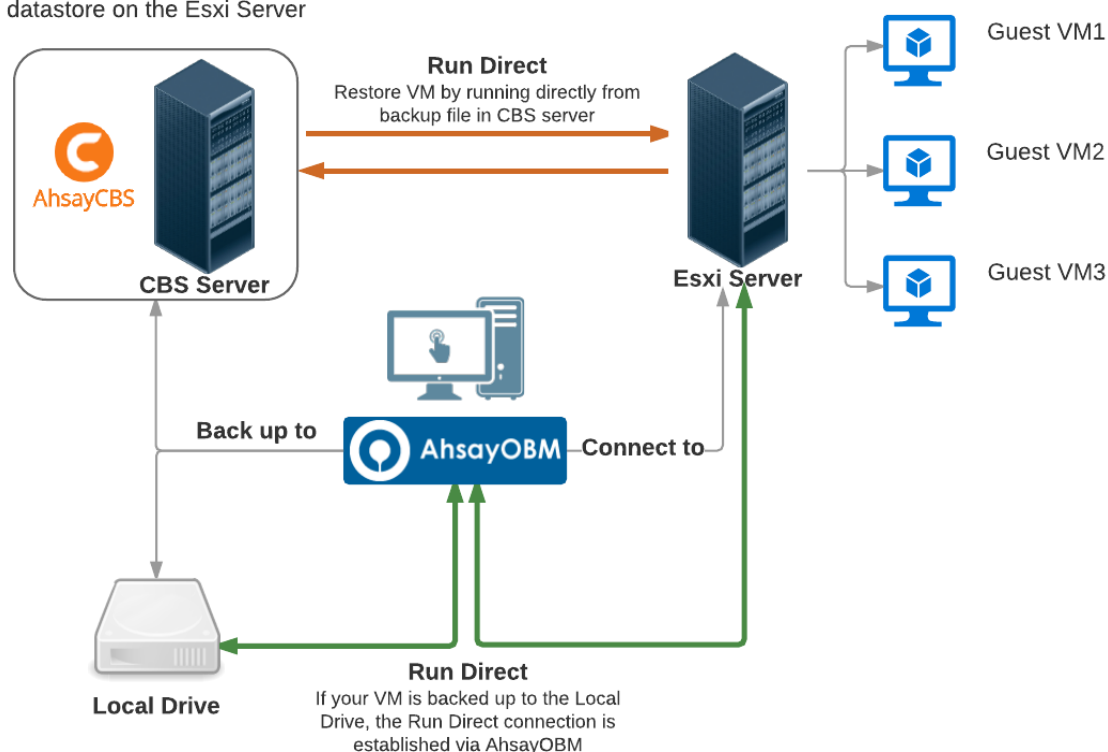 datastore on the Esxi Server
Run Direct
Restore VM by running directly from
backup file in CBS server
AhsayCBS
CBS Server
Esxi Server
Guest VM1
Guest VM2
Guest VM3
Back up to
AhsayOBM
Connect to
Local Drive
Run Direct
If your VM is backed up to the Local
Drive, the Run Direct connection is
established via AhsayOBM